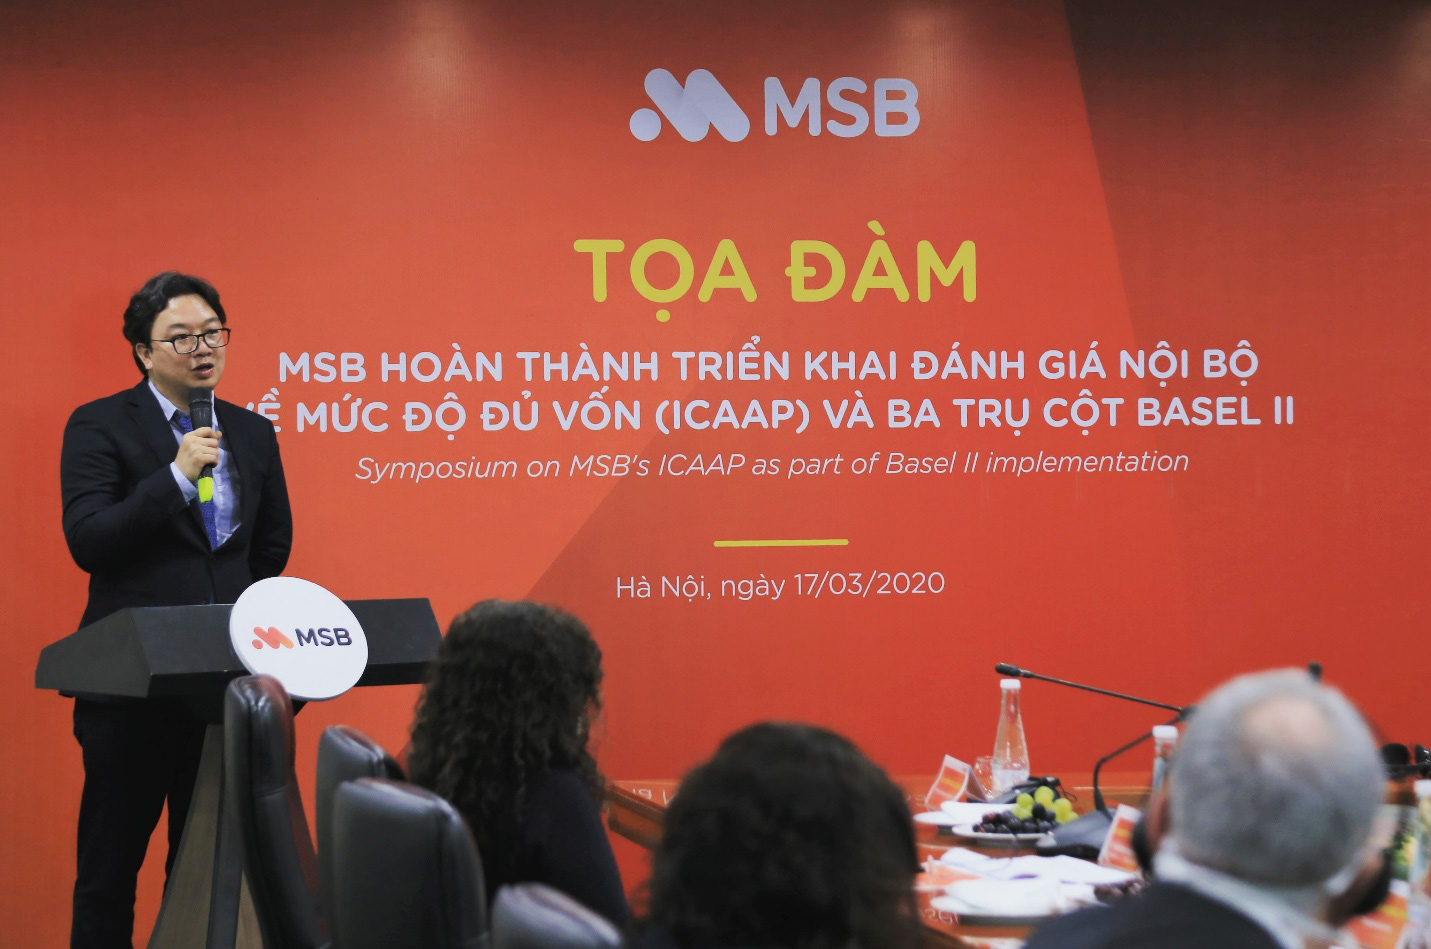 MSB
TỌA ĐÀM
MSB HOÀN THÀNH TRIỂN KHAI ĐÁNH GIÁ NỘI BỘ
VỀ MỨC ĐỘ ĐỦ VỐN (ICAAP) VÀ BA TRỤ CỘT BASEL II
Symposium on MSB's ICAAP as part of Basel II implementation
Hà Nội, ngày 17/03/2020
MSB